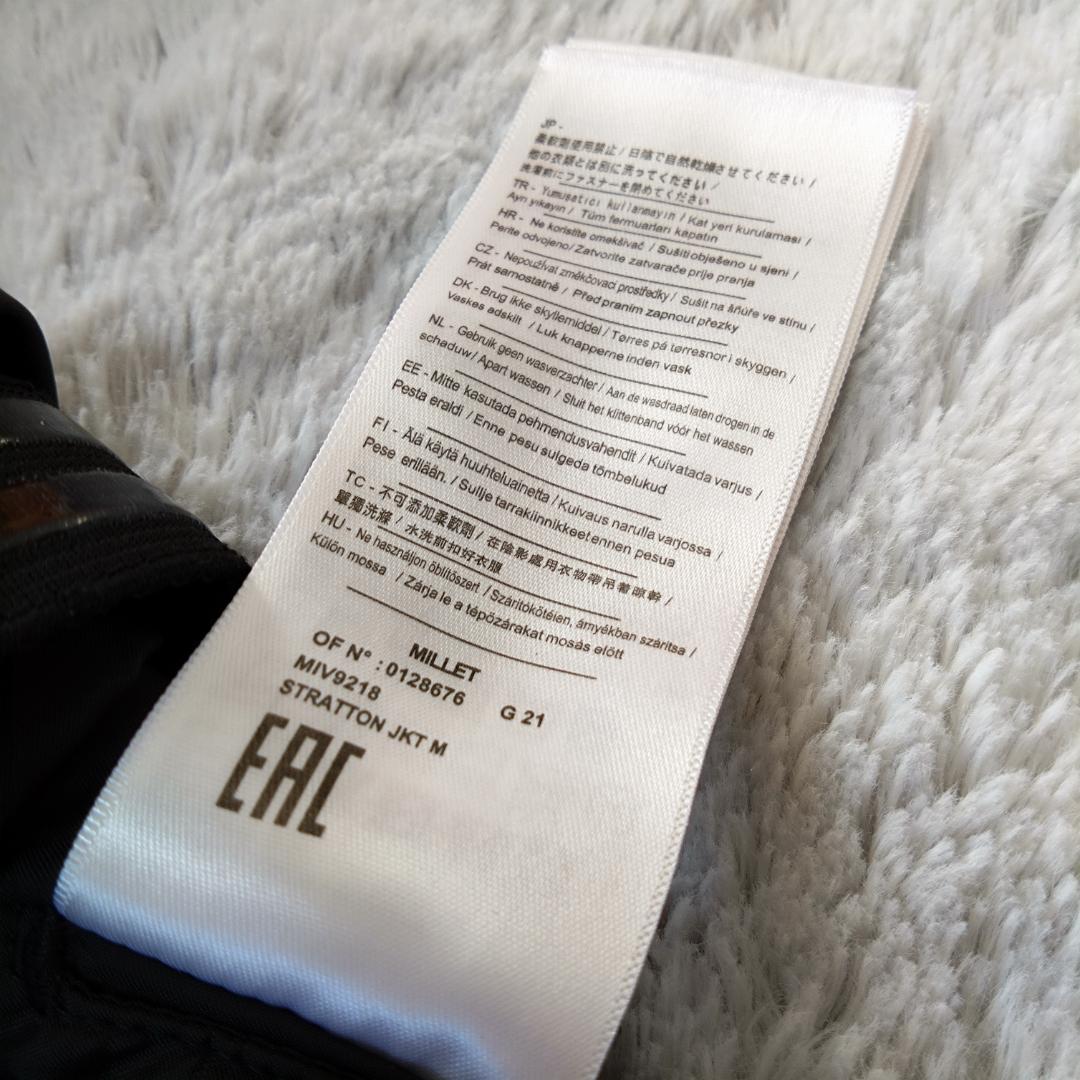 JP -
柔軟剤使用禁止 / 日陰で自然乾燥させてください /
他の衣類とは別に洗ってください /
洗濯前にファスナーを閉めてください
TR - Yumusatıcı kullanmayın / Kat yeri kurulaması /
Ayrı yıkayın / Tüm fermuarları kapatın
HR - Ne koristite omekšivač / Sušiti obješeno u sjeni /
Perite odvojeno/ Zatvorite zatvarače prije pranja
CZ - Nepoužívat změkčovací prostředky / Sušit na šňůře ve stínu /
Prát samostatně / Před praním zapnout přezky
DK - Brug ikke skyllemiddel / Tørres på tørresnor i skyggen /
Vaskes adskilt / Luk knapperne inden vask
NL - Gebruik geen wasverzachter / Aan de wasdraad laten drogen in de
schaduw/ Apart wassen / Sluit het klittenband vóór het wassen
EE - Mitte kasutada pehmendusvahendit / Kuivatada varjus /
Pesta eraldi / Enne pesu sulgeda tõmbelukud
FI - Älä käytä huuhteluainetta / Kuivaus narulla varjossa /
Pese erillään. / Sulje tarrakiinnikkeet ennen pesua
TC - 不可添加柔軟劑 / 在陰影處用衣物帶吊着晾幹 /
單獨洗滌 / 水洗前扣好衣服
HU - Ne használjon öblítőszert / Szárítókötélen, árnyékban szárítsa /
Külön mossa / Zárja le a tépőzárakat mosás előtt
MILLET
OF N° : 0128676 G 21
MIV9218
STRATTON JKT M
EAC